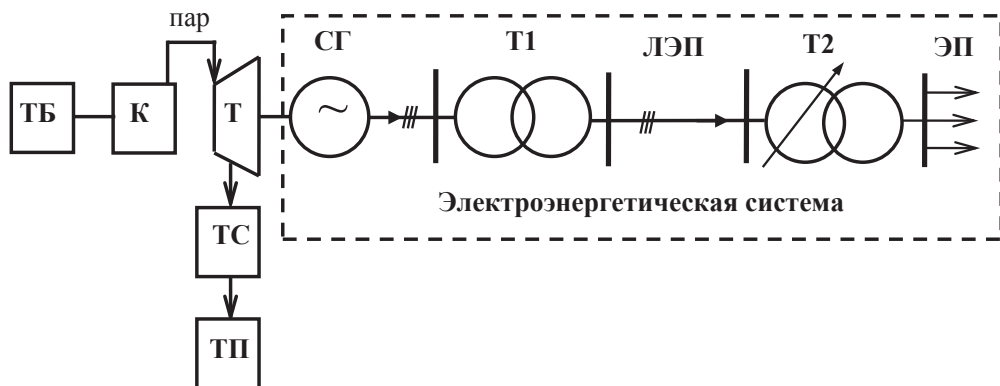 пар
СГ
Т1
ЛЭП
Т2
ЭП
ТБ
К
Т
~
Электроэнергетическая система
ТС
ТП